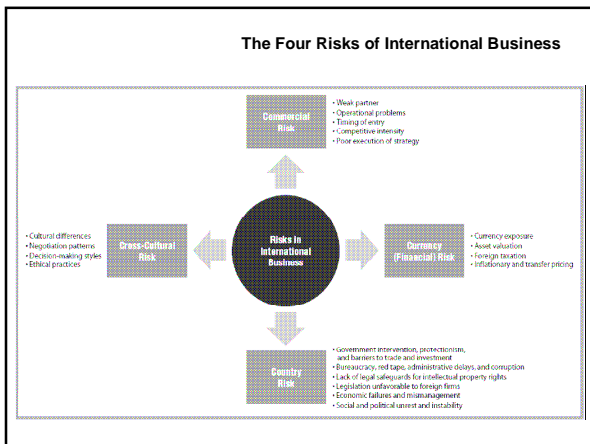 The Four Risks of International Business
Commercial
Risk
• Weak partner
• Operational problems
• Timing of entry
• Competitive intensity
• Poor execution of strategy
• Cultural differences
• Negotiation patterns
• Decision-making styles
• Ethical practices
Cross-Cultural
Risk
Risks in
International
Business
Currency
(Financial) Risk
• Currency exposure
• Asset valuation
• Foreign taxation
• Inflationary and transfer pricing
Country
Risk
• Government intervention, protectionism,
and barriers to trade and investment
• Bureaucracy, red tape, administrative delays, and corruption
• Lack of legal safeguards for intellectual property rights
• Legislation unfavorable to foreign firms
• Economic failures and mismanagement
• Social and political unrest and instability